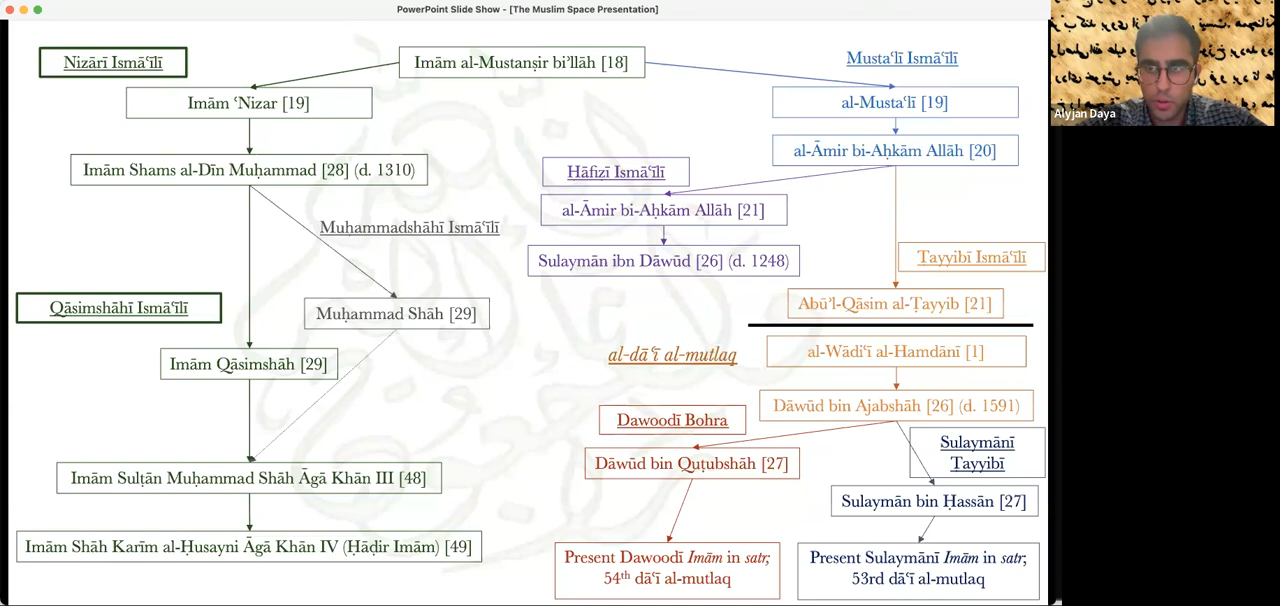 PowerPoint Slide Show - [The Muslim Space Presentation]
Nizārī Ismāʿīlī
Imām al-Mustanṣir bi’llāh [18]
Mustaʿlī Ismāʿīlī
Imām ʿNizar [19]
al-Mustaʿlī [19]
al-Āmir bi-Aḥkām Allāh [20]
Imām Shams al-Dīn Muḥammad [28] (d. 1310)
Hāfiẓī Ismāʿīlī
al-Āmir bi-Aḥkām Allāh [21]
Muḥammadshāhī Ismāʿīlī
Sulaymān ibn Dāwūd [26] (d. 1248)
Tayyibī Ismāʿīlī
Qāsimshāhī Ismāʿīlī
Muḥammad Shāh [29]
Abū’l-Qāsim al-Ṭayyib [21]
Imām Qāsimshāh [29]
al-dāʿī al-mutlaq
al-Wādiʿī al-Hamdānī [1]
Dāwūd bin Ajabshāh [26] (d. 1591)
Dawoodī Bohra
Sulaymānī
Tayyibī
Dāwūd bin Quṭubshāh [27]
Imām Sulṭān Muḥammad Shāh Āgā Khān III [48]
Sulaymān bin Ḥassān [27]
Imām Shāh Karīm al-Ḥusayni Āgā Khān IV (Ḥāḍir Imām) [49]
Present Dawoodī Imām in satr;
54th dāʿī al-mutlaq
Present Sulaymānī Imām in satr;
53rd dāʿī al-mutlaq
Alyjan Daya